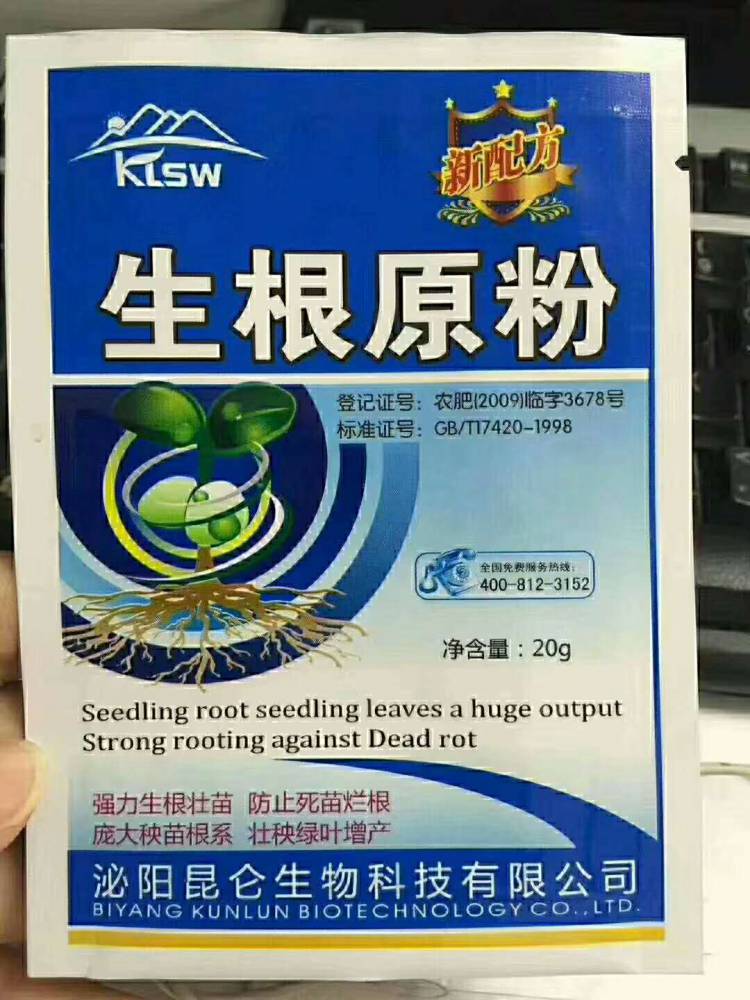 KLSW
新配方
生根原粉
登记证号：农肥(2009)临字3678号
标准证号：GB/T17420-1998
全国免费服务热线：
400-812-3152
净含量：20g
Seedling root seedling leaves a huge output
Strong rooting against Dead rot
强力生根壮苗 防止死苗烂根
庞大秧苗根系 壮秧绿叶增产
泌阳昆仑生物科技有限公司
BIYANG KUNLUN BIOTECHNOLOGY CO.,LTD.